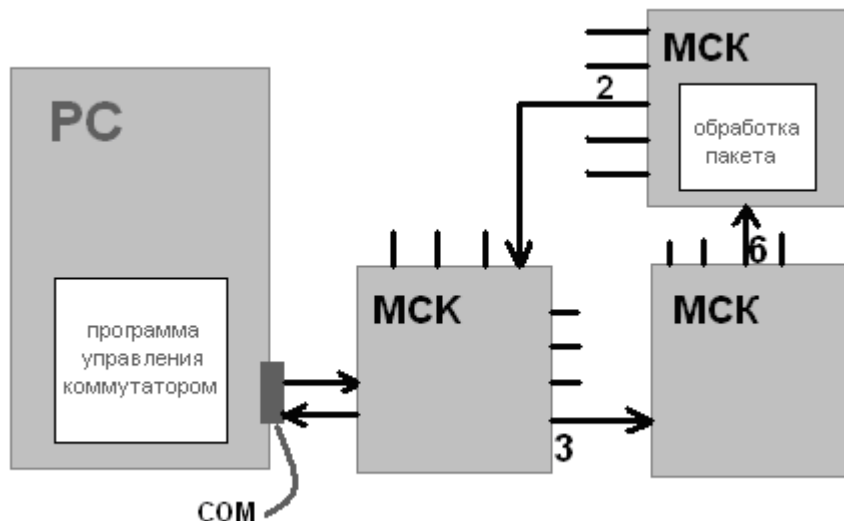 PC
программа
управления
коммутатором
COM
МСК
3
МСК
6
МСК
обработка
пакета
2